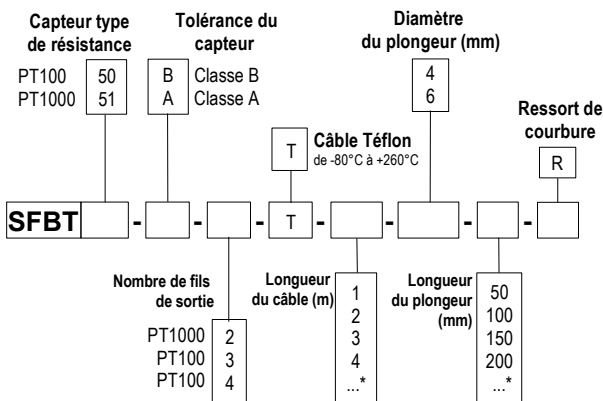 Capteur type
de résistance
PT100 50
PT1000 51
Tolérance du
capteur
B Classe B
A Classe A
Diamètre
du plongeur (mm)
4
6
T
Câble Téflon
de -80°C à +260°C
Ressort de
courbure
R
SFBT - - - T - - - -
Nombre de fils
de sortie
PT1000 2
PT100 3
PT100 4
Longueur
du câble (m)
1
2
3
4
...*
Longueur
du plongeur
(mm)
50
100
150
200
...*